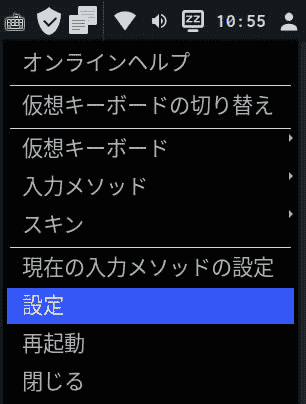 10:55
オンラインヘルプ
仮想キーボードの切り替え
仮想キーボード
入力メソッド
スキン
現在の入力メソッドの設定
設定
再起動
閉じる